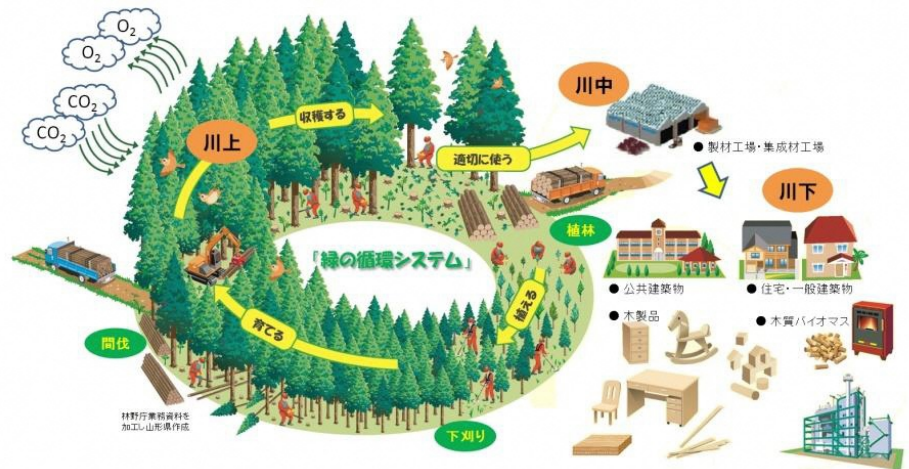 O2
O2
CO2
CO2
川上
収穫する
適切に使う
川中
● 製材工場・集成材工場
川下
植林
● 公共建築物
● 住宅・一般建築物
● 木製品
● 木質バイオマス
「緑の循環システム」
植える
育てる
間伐
下刈り
林野庁業務資料を
加工し山形県作成